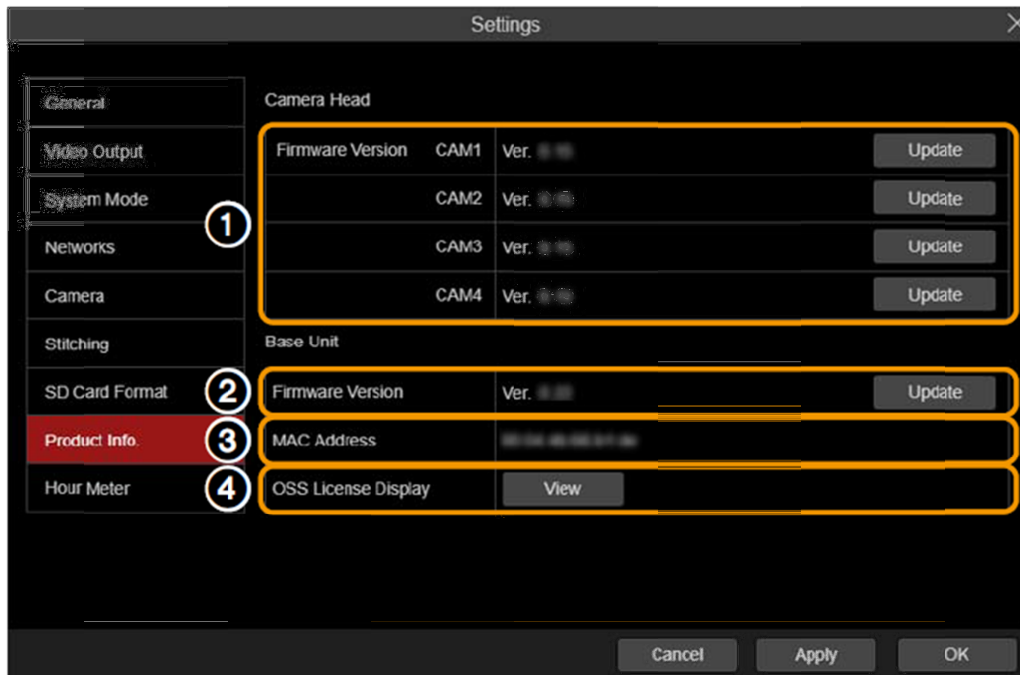 Settings
General
Video Output
System Mode
Networks
Camera
Stitching
SD Card Format
Product Info.
Hour Meter
Camera Head
1
Firmware Version CAM1 Ver. Update
CAM2 Ver. Update
CAM3 Ver. Update
CAM4 Ver. Update
Base Unit
2 Firmware Version Ver. Update
3 MAC Address
4 OSS License Display View
Cancel Apply OK